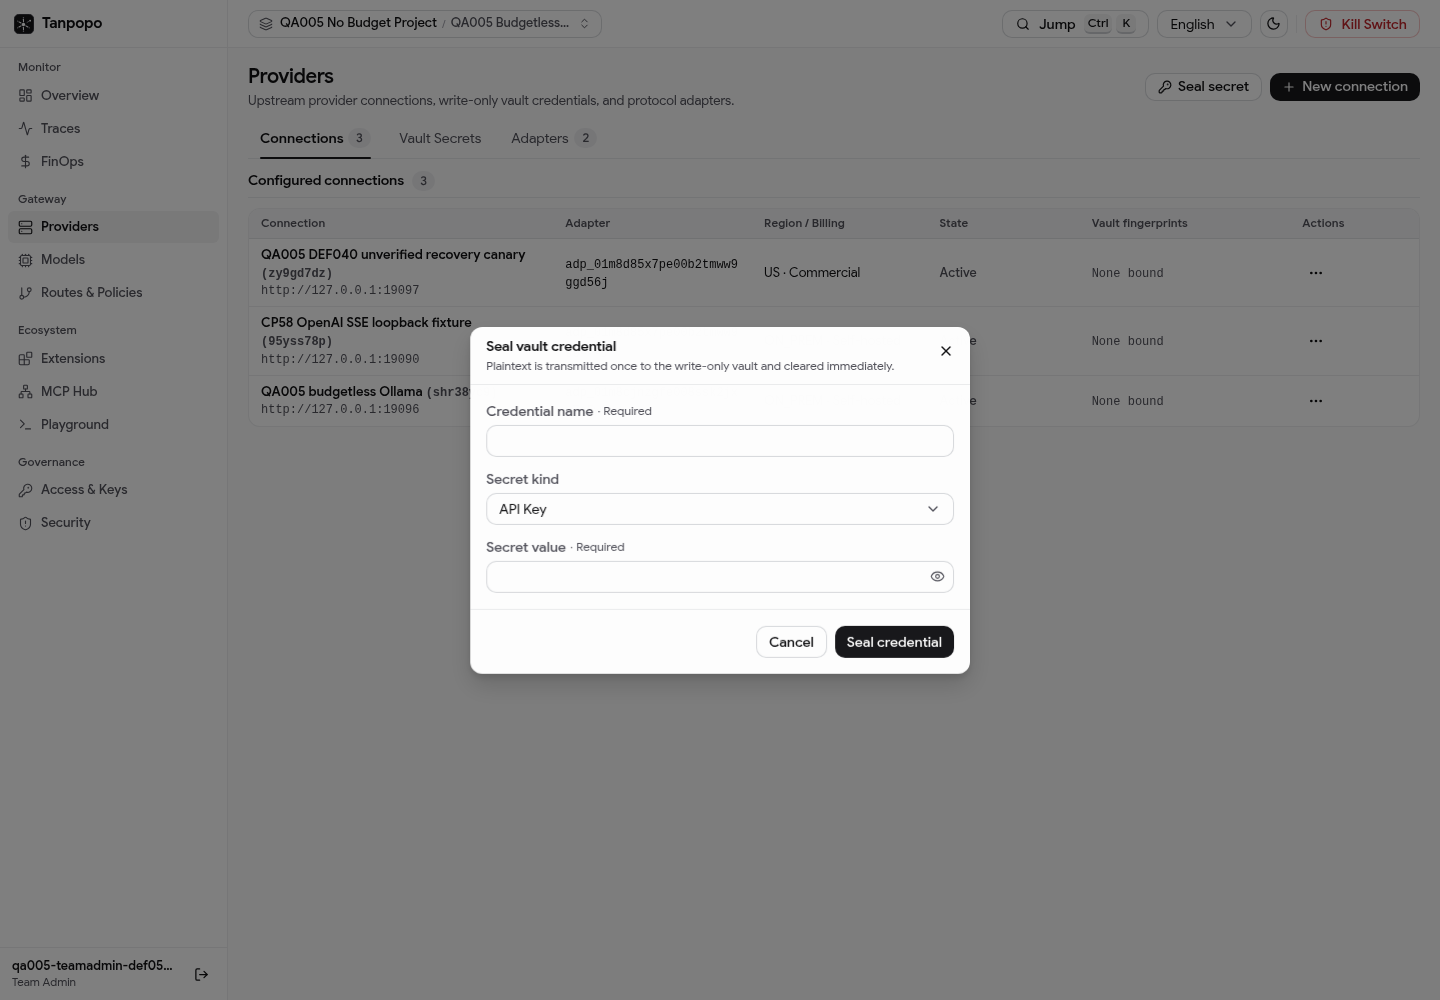 Tanpopo
QA005 No Budget Project / QA005 Budgetless...
Jump Ctrl K
English
Kill Switch
Monitor
Overview
Traces
FinOps
Gateway
Providers
Models
Routes & Policies
Ecosystem
Extensions
MCP Hub
Playground
Governance
Access & Keys
Security
qa005-teamadmin-def05...
Team Admin
Providers
Upstream provider connections, write-only vault credentials, and protocol adapters.
Seal secret
New connection
Connections 3
Vault Secrets
Adapters 2
Configured connections 3
Connection Adapter Region / Billing State Vault fingerprints Actions
QA005 DEF040 unverified recovery canary
(zy9gd7dz)
http://127.0.0.1:19097
adp_01m8d85x7pe00b2tmww9
ggd56j
US · Commercial
Active
None bound
CP58 OpenAI SSE loopback fixture
(95yss78p)
http://127.0.0.1:19090
None bound
QA005 budgetless Ollama
http://127.0.0.1:19096
None bound
Seal vault credential
Plaintext is transmitted once to the write-only vault and cleared immediately.
Credential name · Required
Secret kind
API Key
Secret value · Required
Cancel
Seal credential